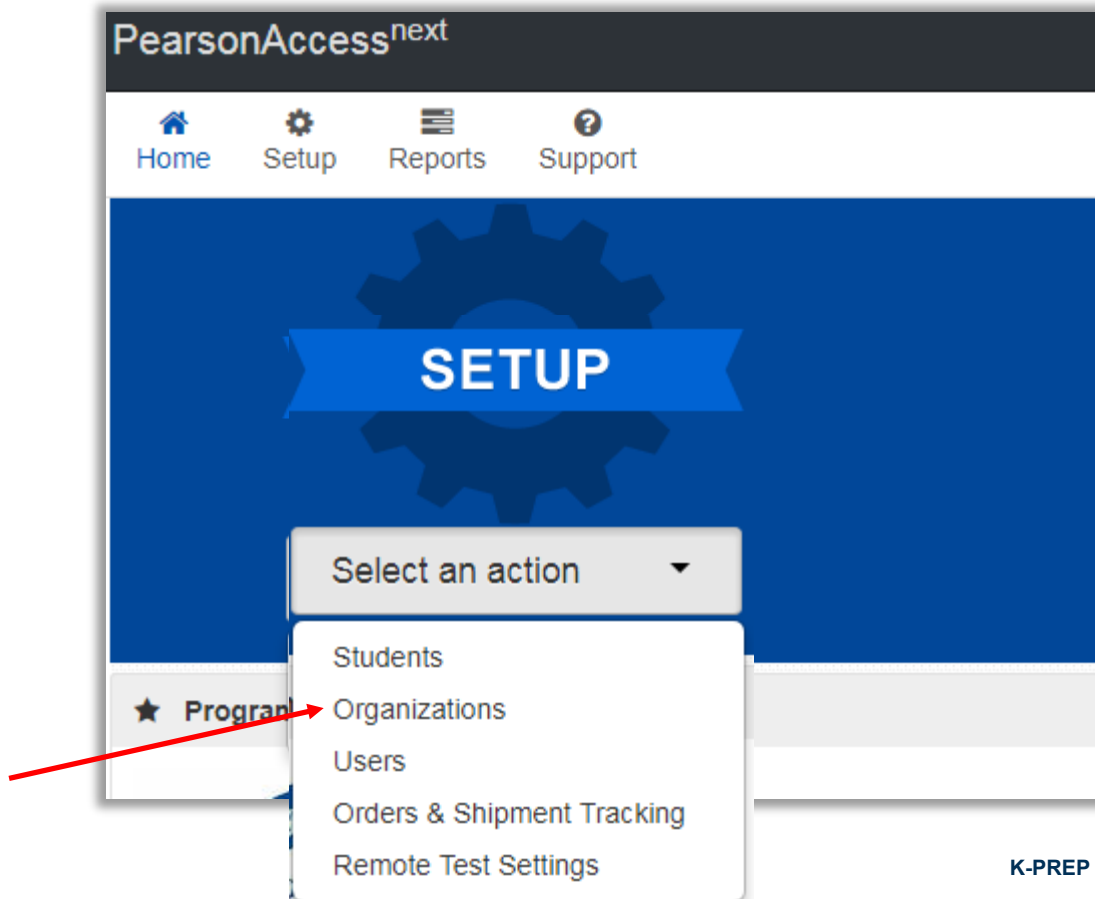 PearsonAccessnext
Home Setup Reports Support
SETUP
Select an action
Students
Organizations
Users
Orders & Shipment Tracking
Remote Test Settings
K-PREP